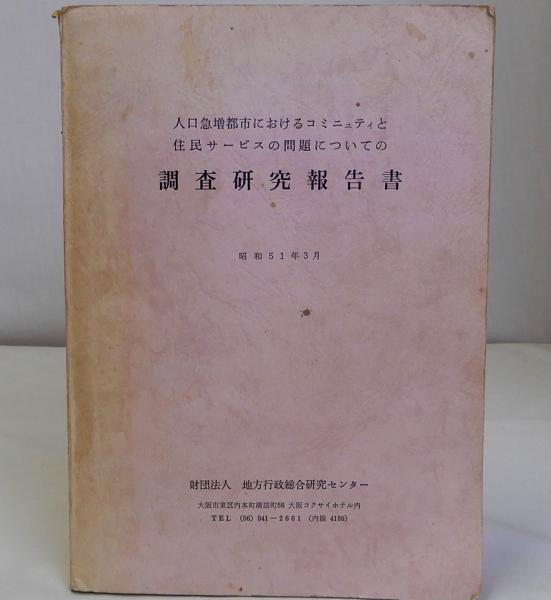 人口急増都市におけるコミニュティと
住民サービスの問題についての
調査研究報告書
昭和51年3月
財団法人 地方行政総合研究センター
大阪市東区内本町橋詰町58 大阪コクサイホテル内
TEL (06) 941-2661 (内線 4199)